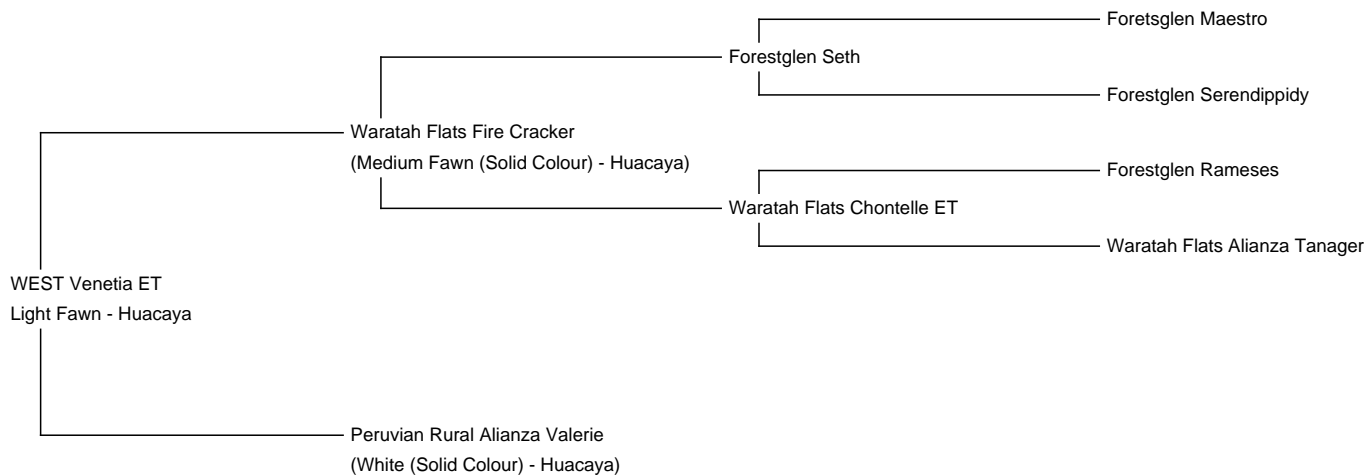 Foretsglen Maestro
Forestglen Seth
Forestglen Serendippidy
Waratah Flats Fire Cracker
(Medium Fawn (Solid Colour) - Huacaya)
Forestglen Rameses
Waratah Flats Chontelle ET
Waratah Flats Alianza Tanager
WEST Venetia ET
Light Fawn - Huacaya
Peruvian Rural Alianza Valerie
(White (Solid Colour) - Huacaya)